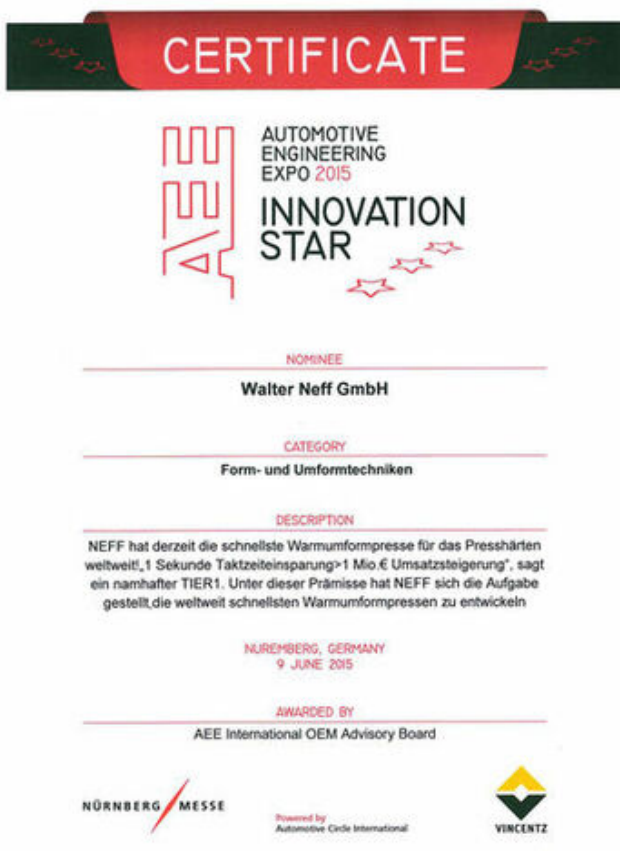 CERTIFICATE
AEE
AUTOMOTIVE
ENGINEERING
EXPO 2015
INNOVATION
STAR
NOMINEE
Walter Neff GmbH
CATEGORY
Form- und Umformtechniken
DESCRIPTION
NEFF hat derzeit die schnellste Warmumformpresse für das Presshärten
weltweit!„1 Sekunde Taktzeiteinsparung>1 Mio.€ Umsatzsteigerung“, sagt
ein namhafter TIER1. Unter dieser Prämisse hat NEFF sich die Aufgabe
gestellt,die weltweit schnellsten Warmumformpressen zu entwickeln
NUREMBERG, GERMANY
9 JUNE 2015
AWARDED BY
AEE International OEM Advisory Board
NÜRNBERG MESSE
Powered by
Automotive Circle International
VINCENTZ